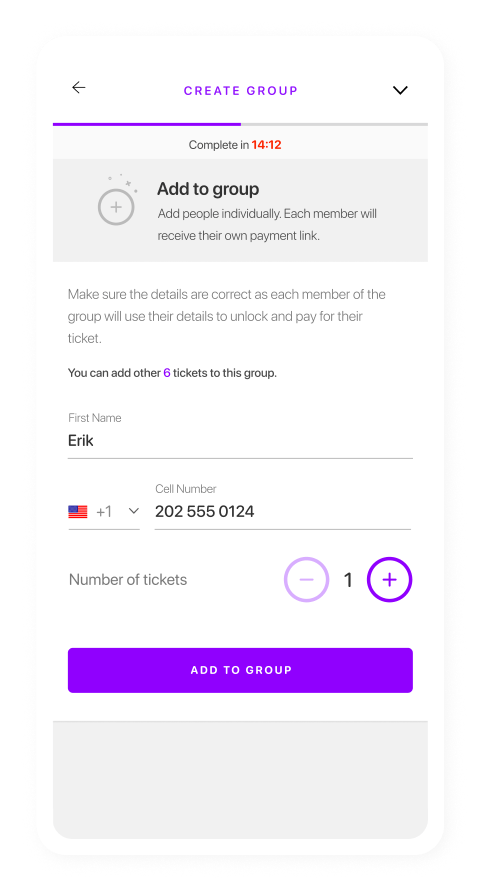 CREATE GROUP
Complete in 14:12
Add to group
Add people individually. Each member will
receive their own payment link.
Make sure the details are correct as each member of the
group will use their details to unlock and pay for their
ticket.
You can add other 6 tickets to this group.
First Name
Erik
Cell Number
+1 202 555 0124
Number of tickets 1
ADD TO GROUP